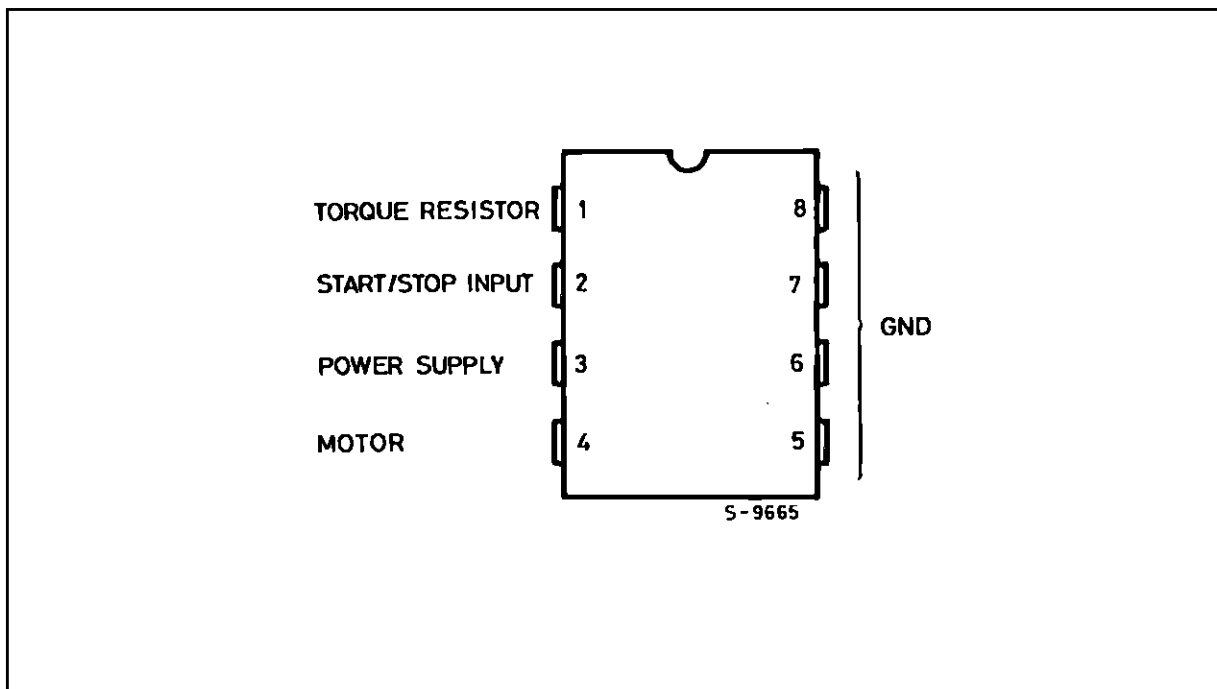 TORQUE RESISTOR 1 8
START/STOP INPUT 2 7
GND
POWER SUPPLY 3 6
MOTOR 4 5
S-9665